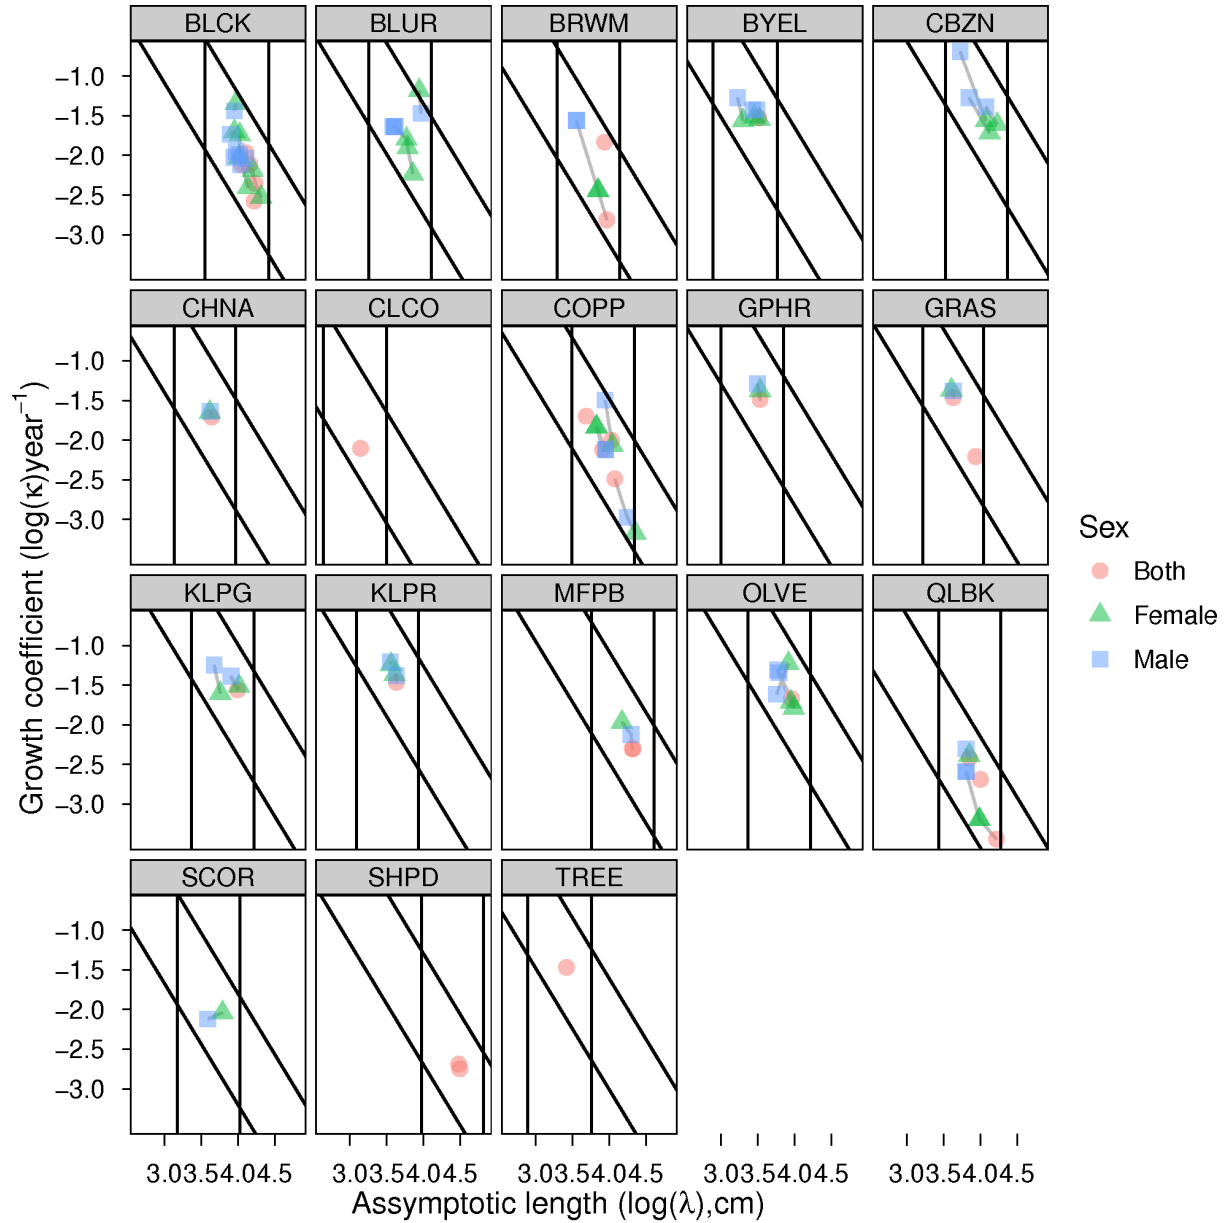 BLCK BLUR BRWM BYEL CBZN
−1.0
−1.5
−2.0
−2.5
−3.0
CHNA CLCO COPP GPHR GRAS
−1.0
−1.5
−2.0
−2.5
−3.0
KLPG KLPR MFPB OLVE QLBK
−1.0
−1.5
−2.0
−2.5
−3.0
SCOR SHPD TREE
−1.0
−1.5
−2.0
−2.5
−3.0
3.03.54.04.5 3.03.54.04.5 3.03.54.04.5 3.03.54.04.5 3.03.54.04.5
Assymptotic length (log(λ),cm)
Growth coefficient (log(κ)year⁻¹)
Sex
Both
Female
Male